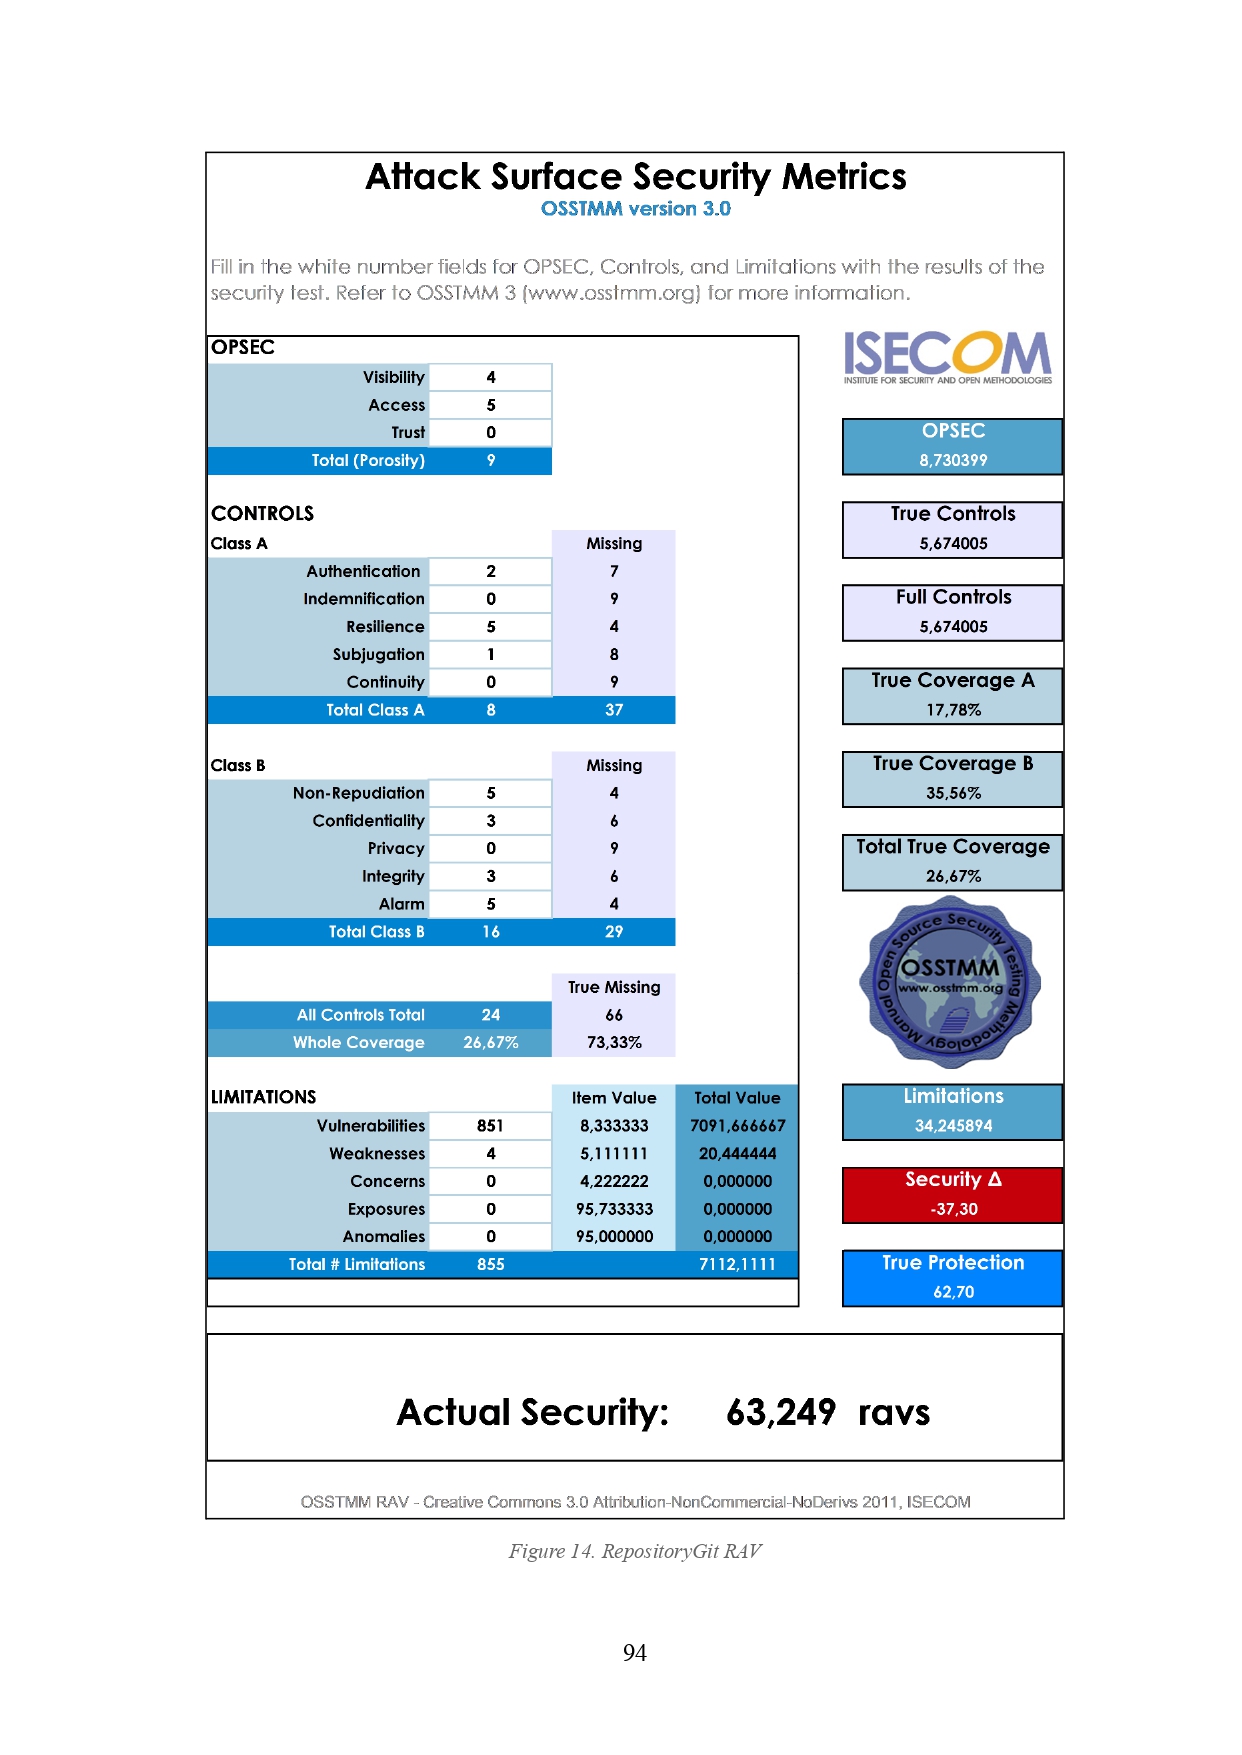 Attack Surface Security Metrics
OSSTMM version 3.0
Fill in the white number fields for OPSEC, Controls, and Limitations with the results of the
security test. Refer to OSSTMM 3 (www.osstmm.org) for more information.
OPSEC
Visibility 4
Access 5
Trust 0
Total (Porosity) 9
CONTROLS
Class A Missing
Authentication 2 7
Indemnification 0 9
Resilience 5 4
Subjugation 1 8
Continuity 0 9
Total Class A 8 37
Class B Missing
Non-Repudiation 5 4
Confidentiality 3 6
Privacy 0 9
Integrity 3 6
Alarm 5 4
Total Class B 16 29
True Missing
All Controls Total 24 66
Whole Coverage 26,67% 73,33%
LIMITATIONS Item Value Total Value
Vulnerabilities 851 8,333333 7091,666667
Weaknesses 4 5,111111 20,444444
Concerns 0 4,222222 0,000000
Exposures 0 95,733333 0,000000
Anomalies 0 95,000000 0,000000
Total # Limitations 855 7112,1111
ISECOM
INSTITUTE FOR SECURITY AND OPEN METHODOLOGIES
OPSEC
8,730399
True Controls
5,674005
Full Controls
5,674005
True Coverage A
17,78%
True Coverage B
35,56%
Total True Coverage
26,67%
Open Source Security Testing Methodology Manual
OSSTMM
www.osstmm.org
Limitations
34,245894
Security Δ
-37,30
True Protection
62,70
Actual Security: 63,249 ravs
OSSTMM RAV - Creative Commons 3.0 Attribution-NonCommercial-NoDerivs 2011, ISECOM
Figure 14. RepositoryGit RAV
94